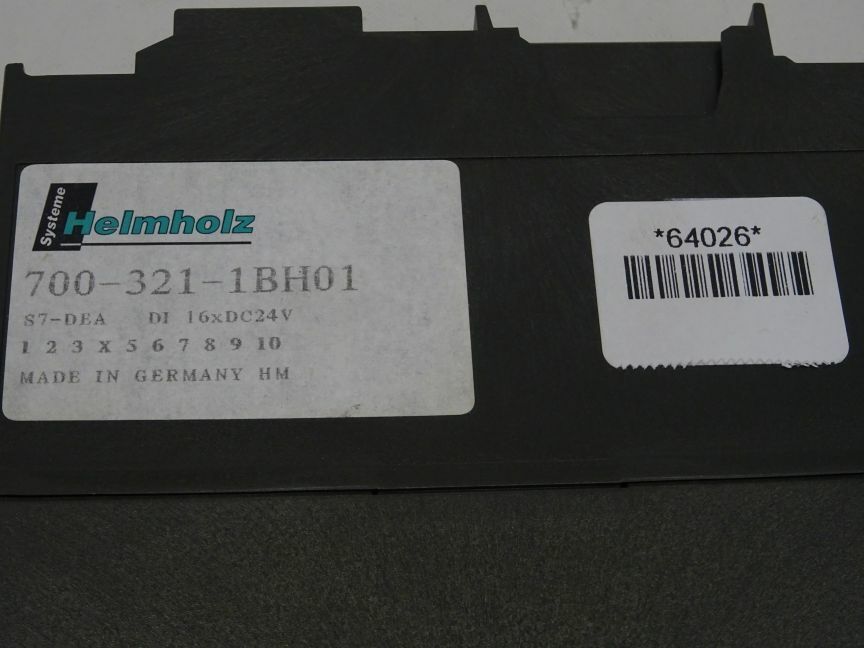 Systeme
Helmholz
700-321-1BH01
S7-DEA DI 16xDC24V
1 2 3 X 5 6 7 8 9 10
MADE IN GERMANY HM
*64026*